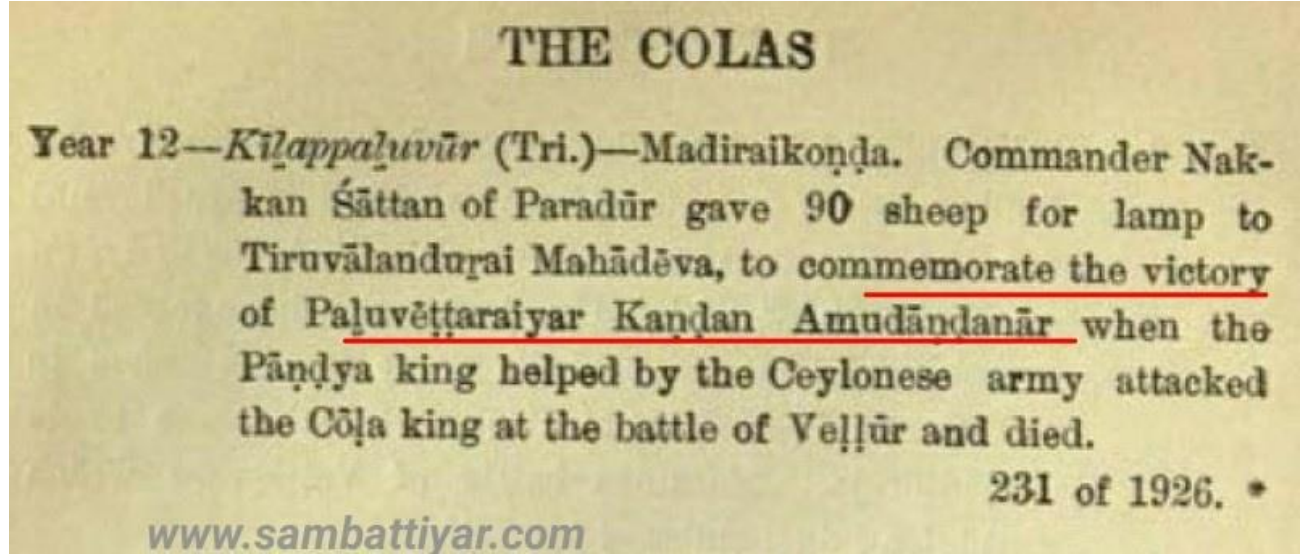 THE COLAS
Year 12—Kīḻappaḻuvūr (Tri.)—Madiraikoṇḍa. Commander Nak-
kan Śāttan of Paradūr gave 90 sheep for lamp to
Tiruvālanduṟai Mahādēva, to commemorate the victory
of Paḻuvēṭṭaraiyar Kaṇḍan Amudāṇḍanār when the
Pāṇḍya king helped by the Ceylonese army attacked
the Cōḷa king at the battle of Veḷḷūr and died.
231 of 1926. *
www.sambattiyar.com